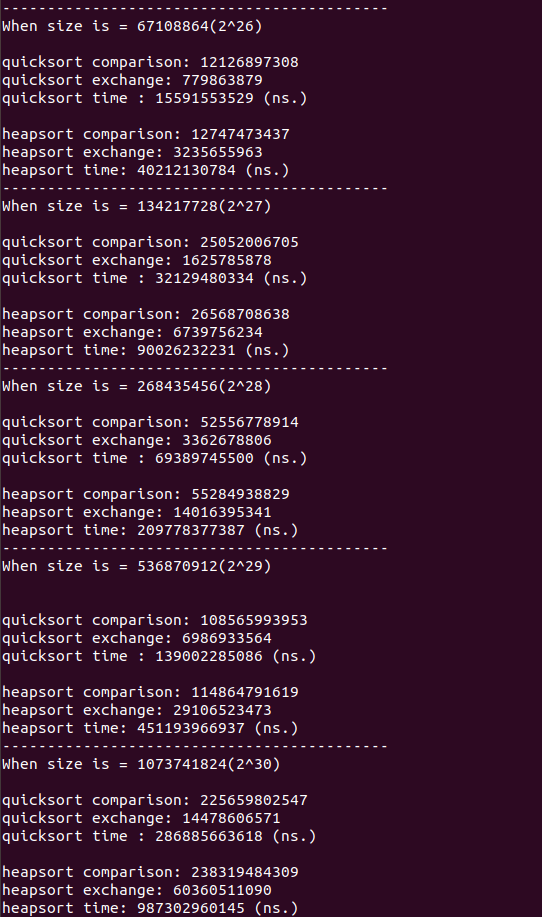 -------------------------------------------
When size is = 67108864(2^26)
quicksort comparison: 12126897308
quicksort exchange: 779863879
quicksort time : 15591553529 (ns.)
heapsort comparison: 12747473437
heapsort exchange: 3235655963
heapsort time: 40212130784 (ns.)
-------------------------------------------
When size is = 134217728(2^27)
quicksort comparison: 25052006705
quicksort exchange: 1625785878
quicksort time : 32129480334 (ns.)
heapsort comparison: 26568708638
heapsort exchange: 6739756234
heapsort time: 90026232231 (ns.)
-------------------------------------------
When size is = 268435456(2^28)
quicksort comparison: 52556778914
quicksort exchange: 3362678806
quicksort time : 69389745500 (ns.)
heapsort comparison: 55284938829
heapsort exchange: 14016395341
heapsort time: 209778377387 (ns.)
-------------------------------------------
When size is = 536870912(2^29)
quicksort comparison: 108565993953
quicksort exchange: 6986933564
quicksort time : 139002285086 (ns.)
heapsort comparison: 114864791619
heapsort exchange: 29106523473
heapsort time: 451193966937 (ns.)
-------------------------------------------
When size is = 1073741824(2^30)
quicksort comparison: 225659802547
quicksort exchange: 14478606571
quicksort time : 286885663618 (ns.)
heapsort comparison: 238319484309
heapsort exchange: 60360511090
heapsort time: 987302960145 (ns.)